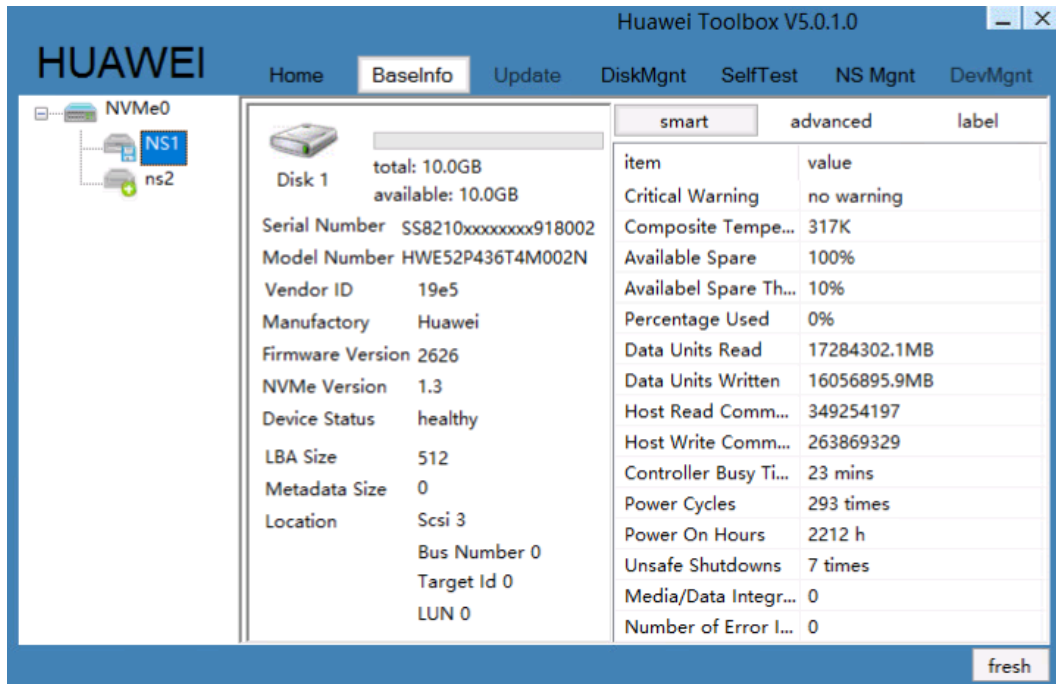 Huawei Toolbox V5.0.1.0
HUAWEI
Home BaseInfo Update DiskMgnt SelfTest NS Mgnt DevMgnt
NVMe0
NS1
ns2
Disk 1
total: 10.0GB
available: 10.0GB
Serial Number SS8210xxxxxxxx918002
Model Number HWE52P436T4M002N
Vendor ID 19e5
Manufactory Huawei
Firmware Version 2626
NVMe Version 1.3
Device Status healthy
LBA Size 512
Metadata Size 0
Location Scsi 3
Bus Number 0
Target Id 0
LUN 0
smart advanced label
item value
Critical Warning no warning
Composite Tempe... 317K
Available Spare 100%
Availabel Spare Th... 10%
Percentage Used 0%
Data Units Read 17284302.1MB
Data Units Written 16056895.9MB
Host Read Comm... 349254197
Host Write Comm... 263869329
Controller Busy Ti... 23 mins
Power Cycles 293 times
Power On Hours 2212 h
Unsafe Shutdowns 7 times
Media/Data Integr... 0
Number of Error I... 0
fresh